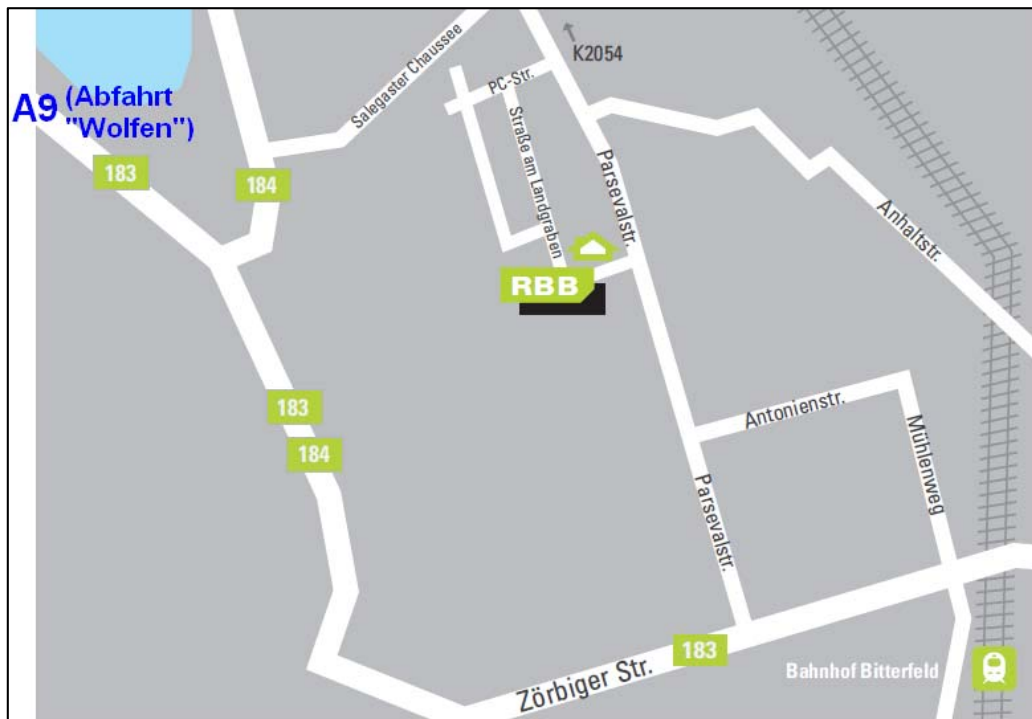 K2054
Salegaster Chaussee
PC-Str.
A9 (Abfahrt
"Wolfen")
183
184
Straße am Landgraben
Parsevalstr.
Anhaltstr.
RBB
183
184
Antonienstr.
Mühlenweg
Parsevalstr.
183
Zörbiger Str.
Bahnhof Bitterfeld